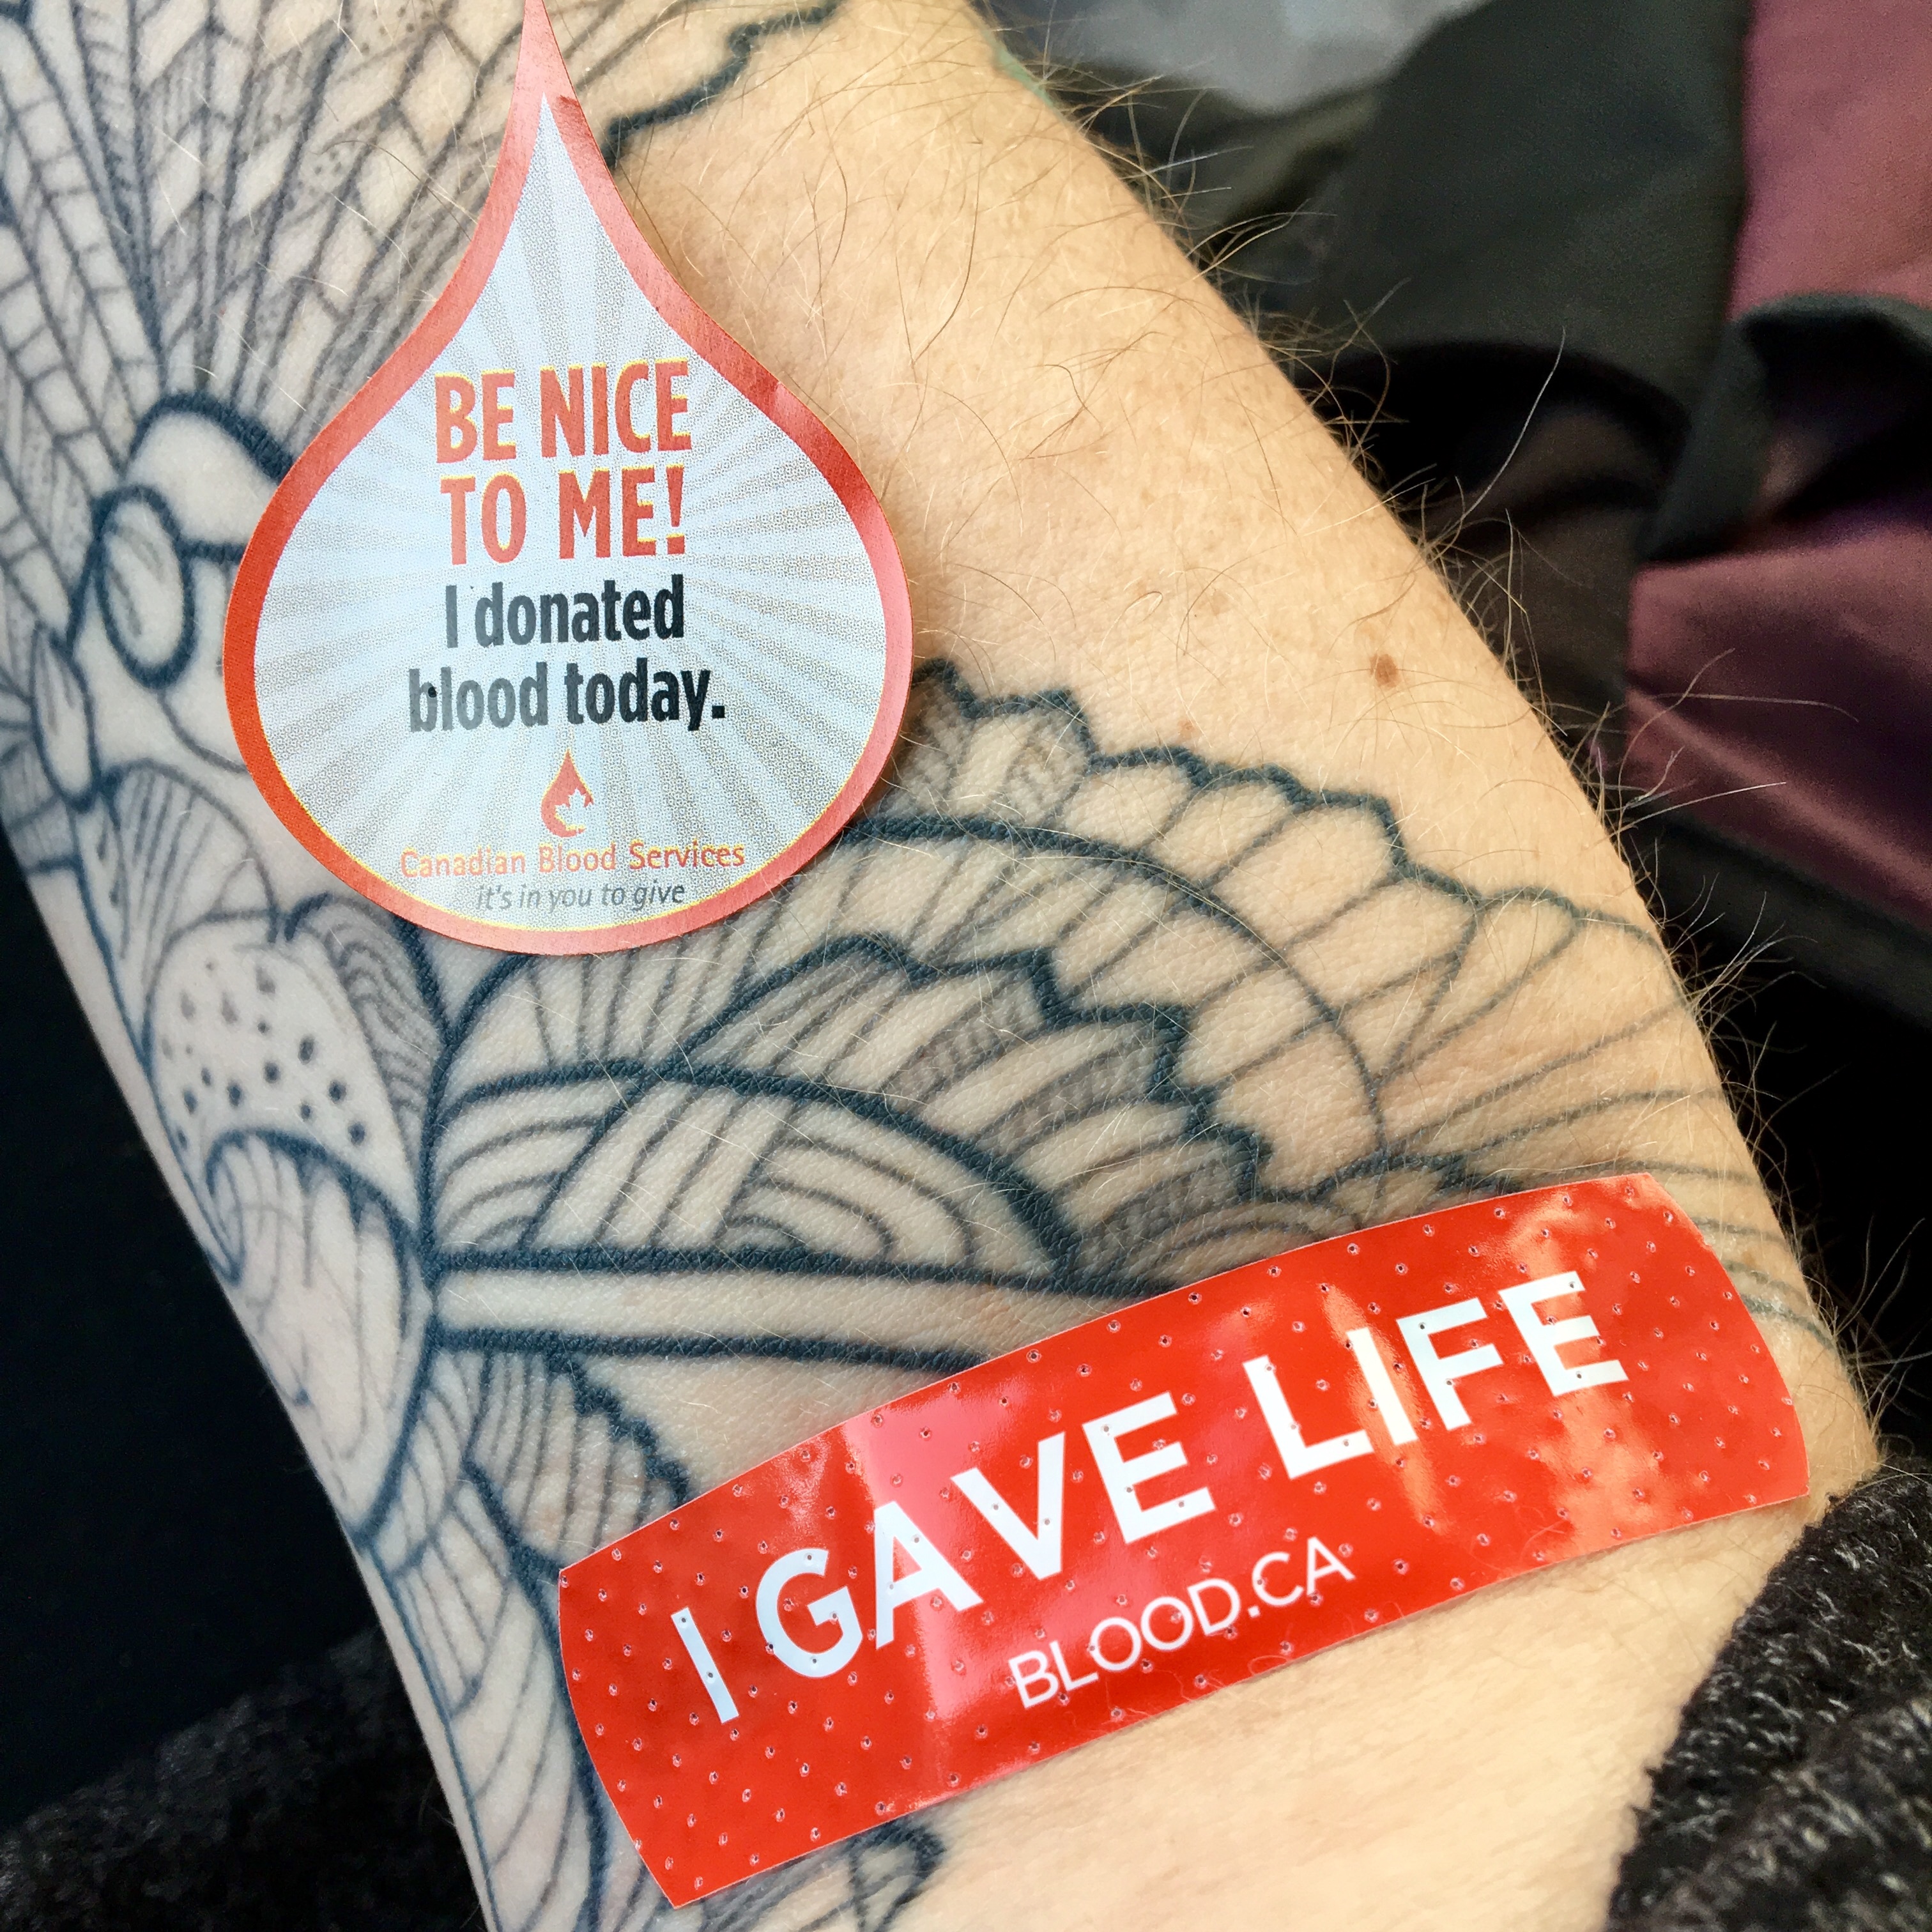 BE NICE
TO ME!
I donated
blood today.
Canadian Blood Services
it's in you to give
I GAVE LIFE
BLOOD.CA